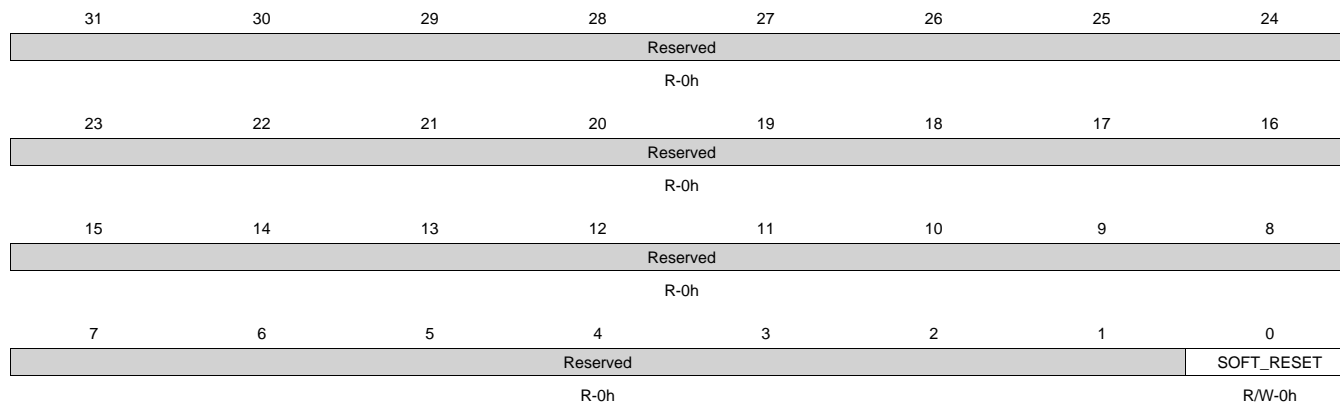 31 30 29 28 27 26 25 24
Reserved
R-0h
23 22 21 20 19 18 17 16
Reserved
R-0h
15 14 13 12 11 10 9 8
Reserved
R-0h
7 6 5 4 3 2 1 0
Reserved SOFT_RESET
R-0h R/W-0h